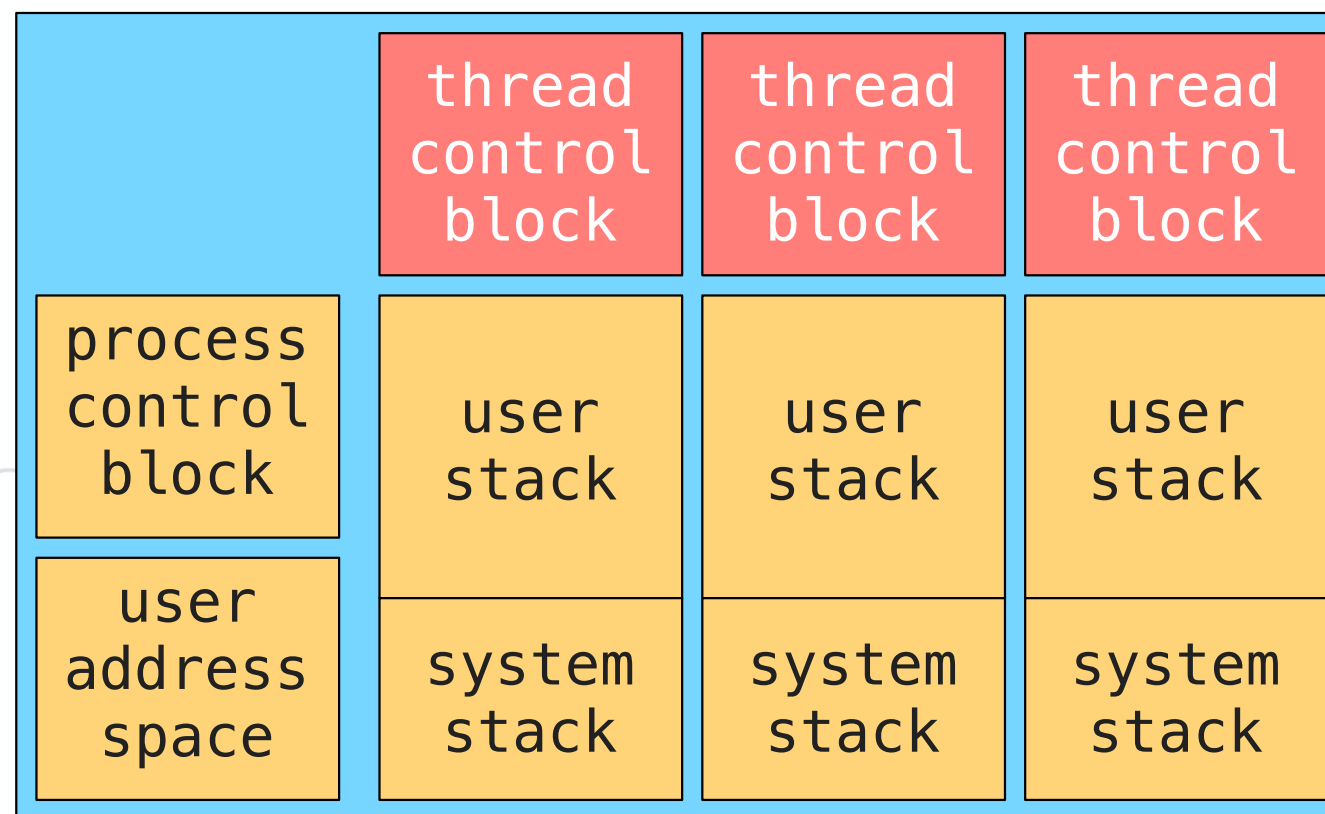 thread
control
block
thread
control
block
thread
control
block
process
control
block
user
stack
user
stack
user
stack
user
address
space
system
stack
system
stack
system
stack